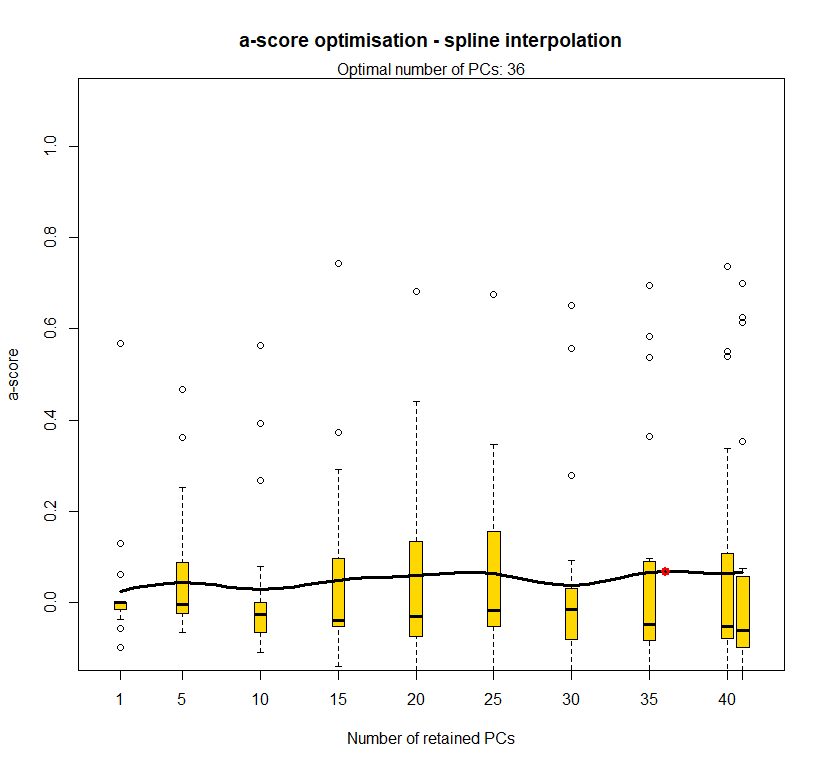 a-score optimisation - spline interpolation
Optimal number of PCs: 36
1.0
0.8
0.6
0.4
0.2
0.0
a-score
1 5 10 15 20 25 30 35 40
Number of retained PCs